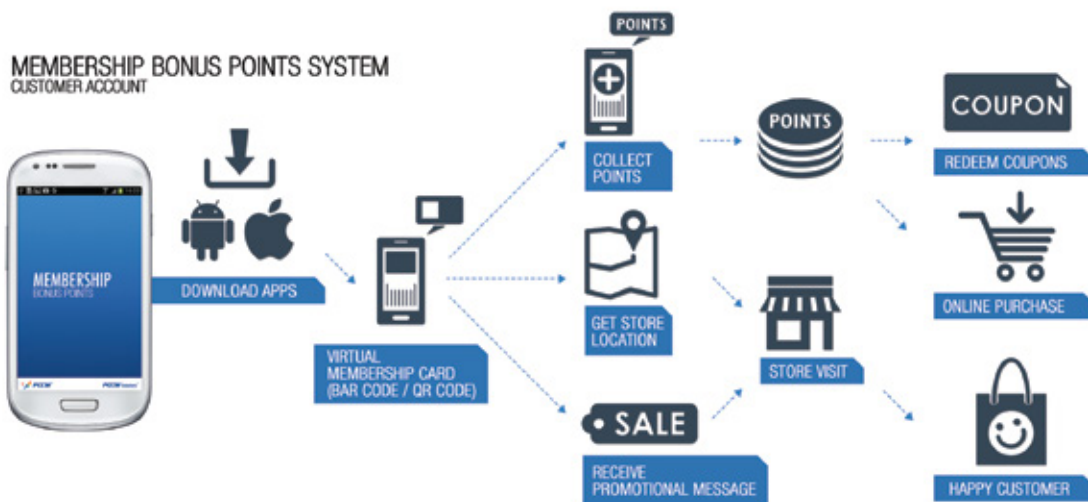 MEMBERSHIP BONUS POINTS SYSTEM
CUSTOMER ACCOUNT
MEMBERSHIP
BONUS POINTS
DOWNLOAD APPS
VIRTUAL
MEMBERSHIP CARD
(BAR CODE / QR CODE)
POINTS
COLLECT
POINTS
GET STORE
LOCATION
SALE
RECEIVE
PROMOTIONAL MESSAGE
POINTS
STORE VISIT
COUPON
REDEEM COUPONS
ONLINE PURCHASE
HAPPY CUSTOMER